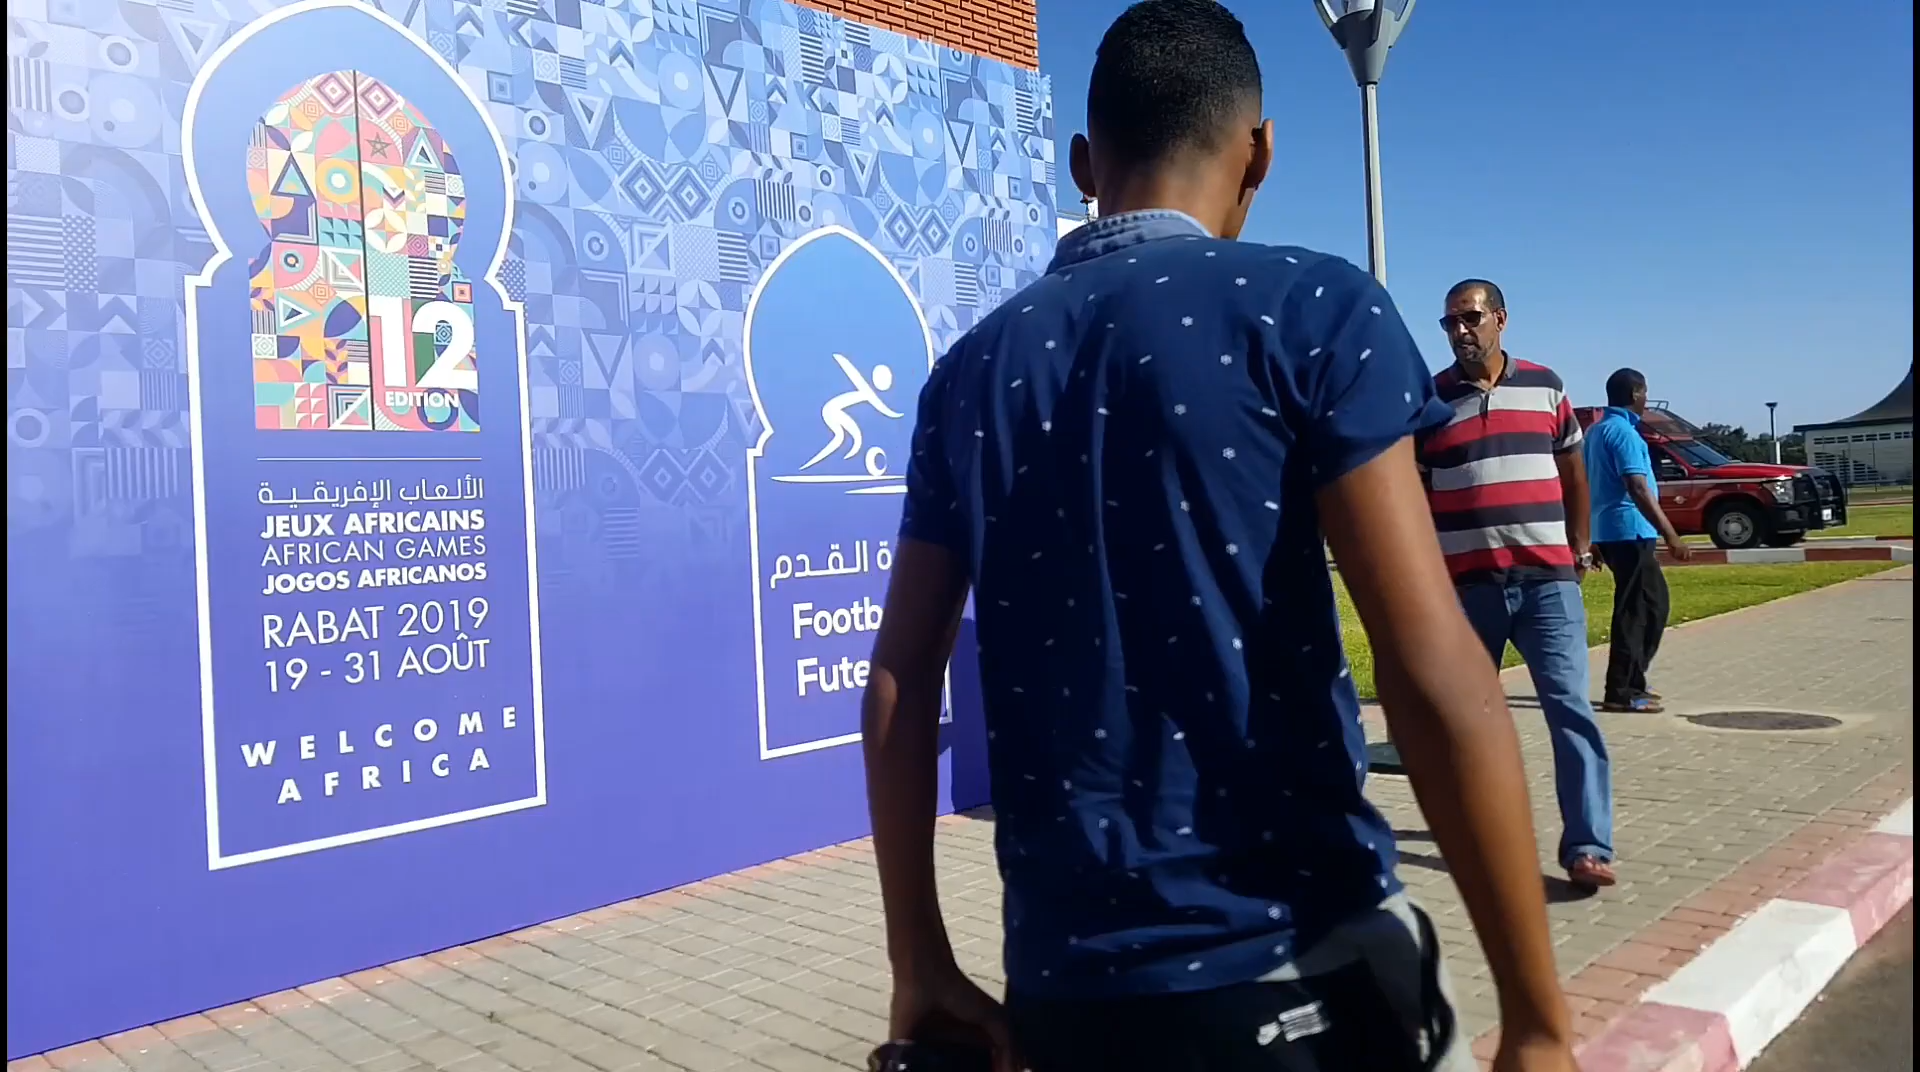 12
EDITION
الألعاب الإفريقية
JEUX AFRICAINS
AFRICAN GAMES
JOGOS AFRICANOS
RABAT 2019
19 - 31 AOÛT
WELCOME
AFRICA
القدم